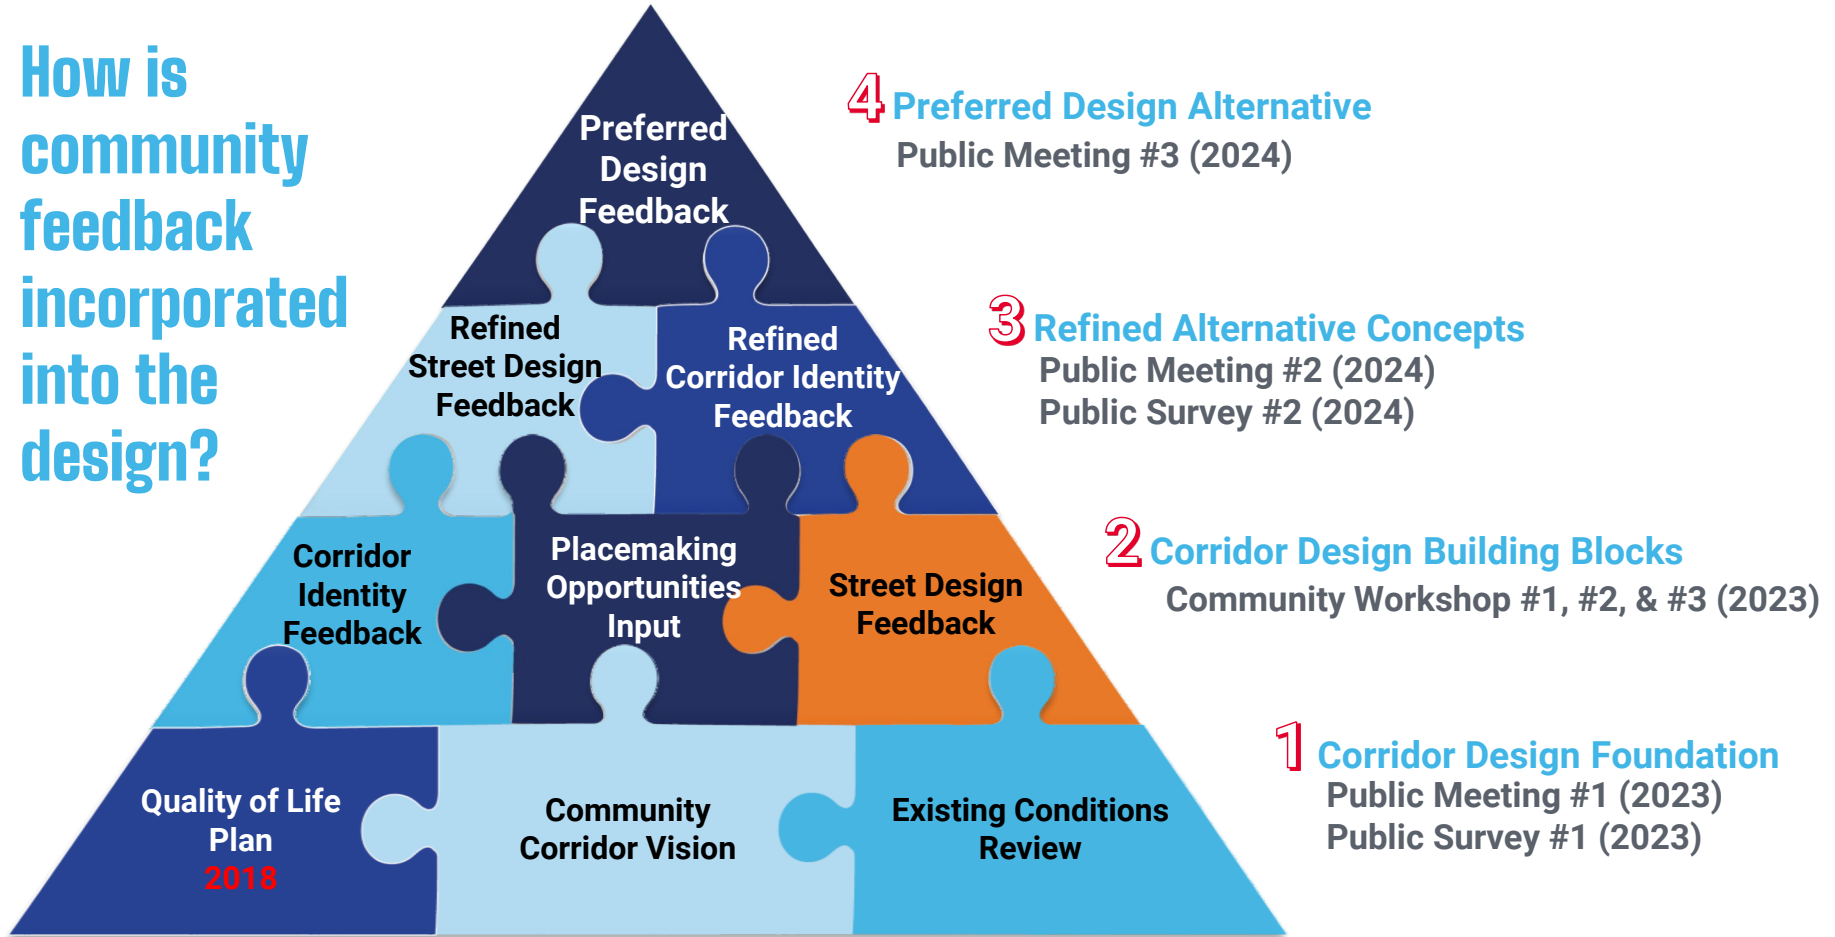 How is
community
feedback
incorporated
into the
design?
Preferred
Design
Feedback
4 Preferred Design Alternative
Public Meeting #3 (2024)
Refined
Street Design
Feedback
Refined
Corridor Identity
Feedback
3 Refined Alternative Concepts
Public Meeting #2 (2024)
Public Survey #2 (2024)
Corridor
Identity
Feedback
Placemaking
Opportunities
Input
Street Design
Feedback
2 Corridor Design Building Blocks
Community Workshop #1, #2, & #3 (2023)
Quality of Life
Plan
2018
Community
Corridor Vision
Existing Conditions
Review
1 Corridor Design Foundation
Public Meeting #1 (2023)
Public Survey #1 (2023)